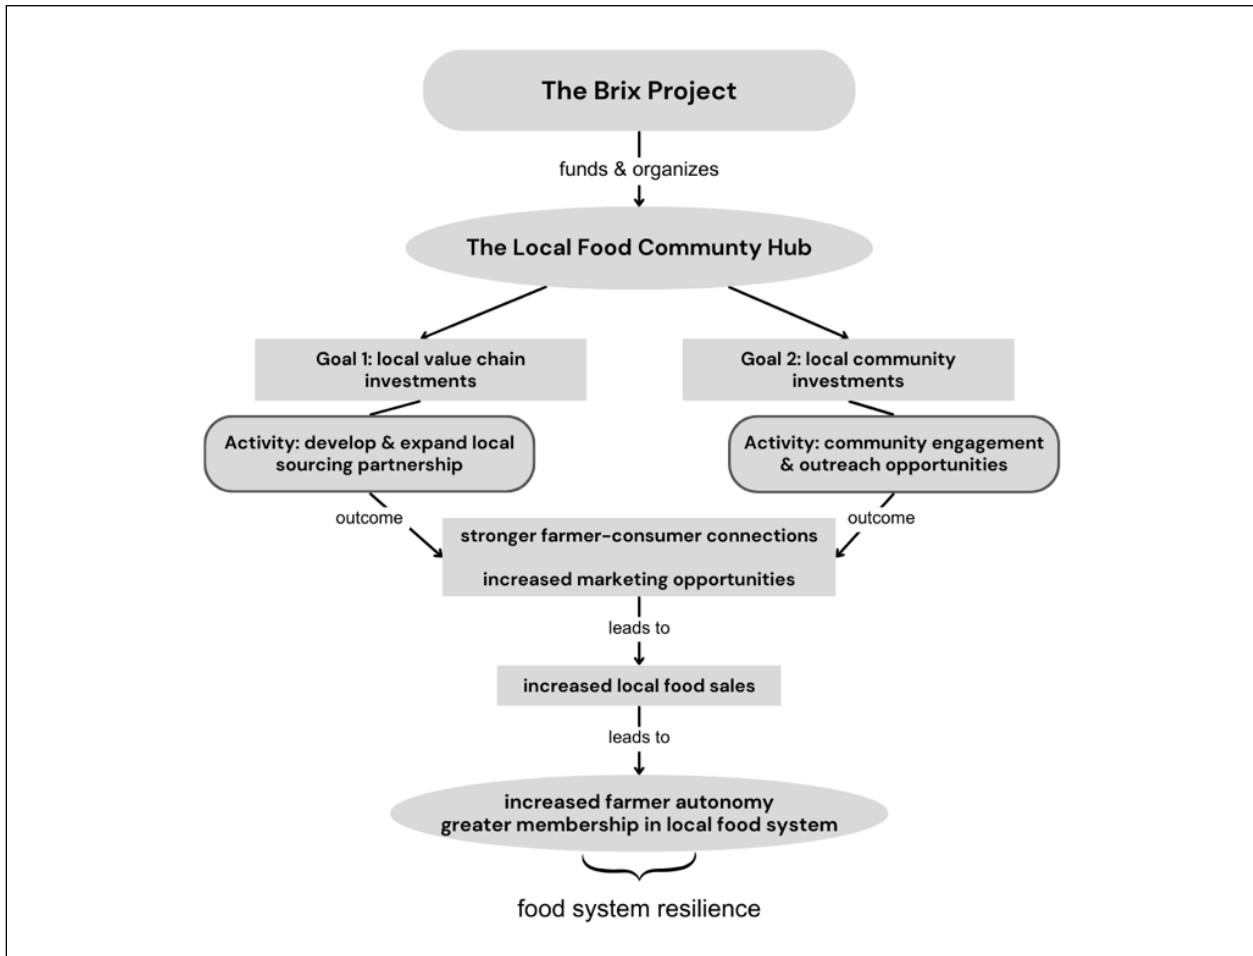 The Brix Project
funds & organizes
The Local Food Communty Hub
Goal 1: local value chain
investments
Goal 2: local community
investments
Activity: develop & expand local
sourcing partnership
Activity: community engagement
& outreach opportunities
outcome
outcome
stronger farmer-consumer connections
increased marketing opportunities
leads to
increased local food sales
leads to
increased farmer autonomy
greater membership in local food system
food system resilience